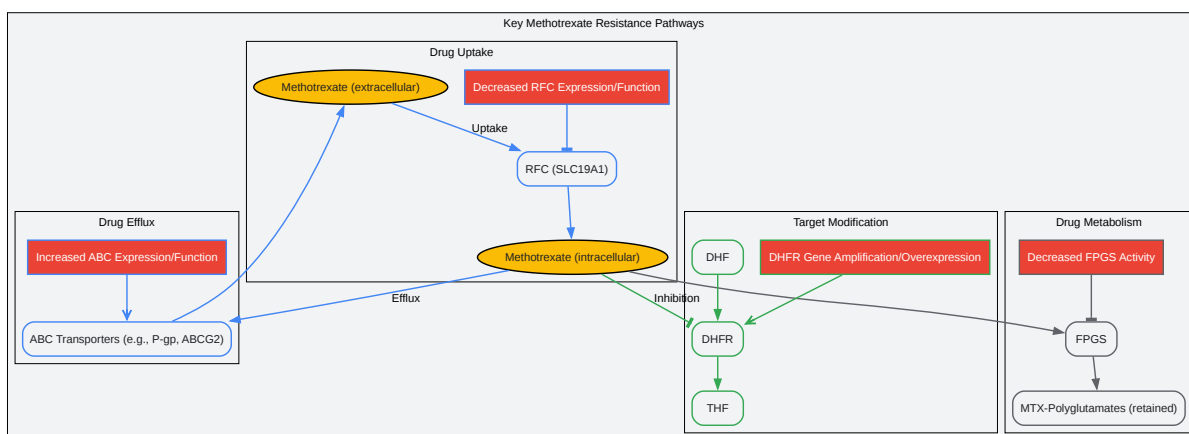 Key Methotrexate Resistance Pathways
Drug Uptake
Methotrexate (extracellular)
Decreased RFC Expression/Function
Uptake
RFC (SLC19A1)
Drug Efflux
Target Modification
Drug Metabolism
Increased ABC Expression/Function
Methotrexate (intracellular)
DHF
DHFR Gene Amplification/Overexpression
Decreased FPGS Activity
Efflux
Inhibition
ABC Transporters (e.g., P-gp, ABCG2)
DHFR
FPGS
THF
MTX-Polyglutamates (retained)